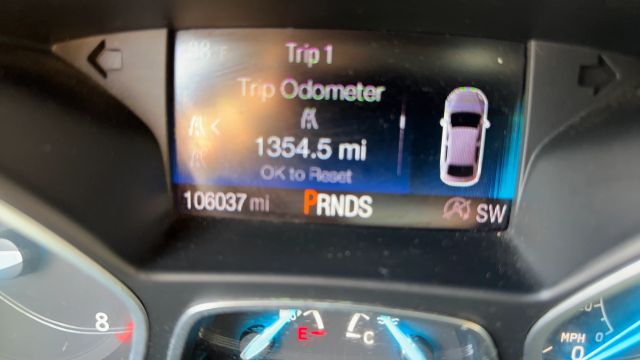 Trip 1
Trip Odometer
1354.5 mi
OK to Reset
106037 mi PRNDS SW
8
E C
MPH 0